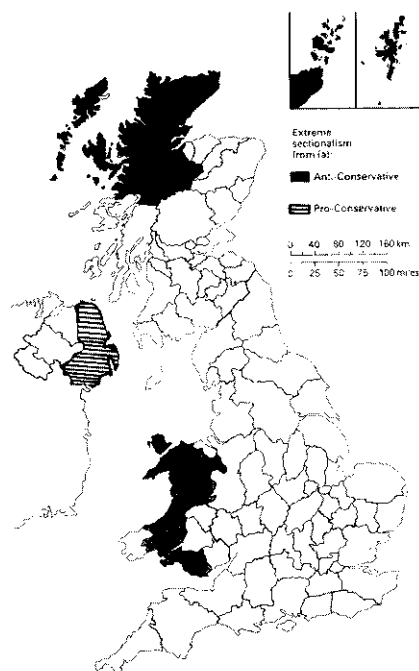 Extreme
sectionalism
from (a):
Anti-Conservative
Pro-Conservative
0 40 80 120 160 km
0 25 50 75 100 miles